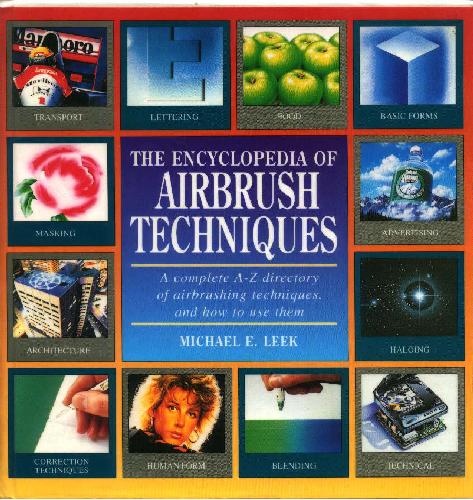 Marlboro
TRANSPORT
LETTERING
FOOD
BASIC FORMS
MASKING
THE ENCYCLOPEDIA OF
AIRBRUSH
TECHNIQUES
A complete A-Z directory
of airbrushing techniques,
and how to use them
MICHAEL E. LEEK
ADVERTISING
ARCHITECTURE
HALOING
CORRECTION
TECHNIQUES
HUMAN FORM
BLENDING
TECHNICAL